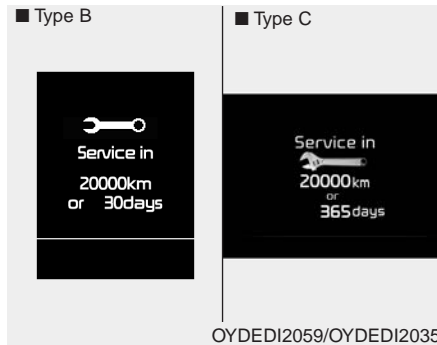 ■ Type B
Service in
20000km
or 30days
■ Type C
Service in
20000km
or
365days
OYDEDI2059/OYDEDI2035